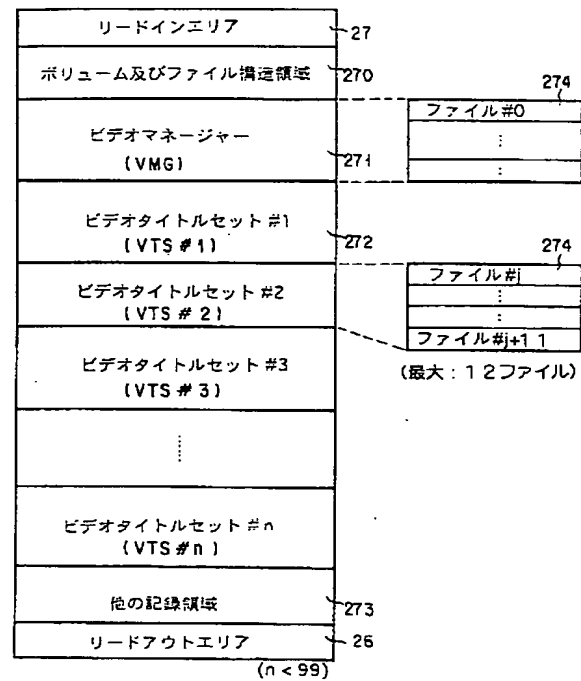 リードインエリア
27
ボリューム及びファイル構造領域
270
ビデオマネージャー
(VMG)
271
274
ファイル#0
⋮
⋮
ビデオタイトルセット #1
(VTS #1)
272
ビデオタイトルセット #2
(VTS # 2)
274
ファイル#j
⋮
⋮
ファイル#j+11
(最大:12ファイル)
ビデオタイトルセット #3
(VTS # 3)
⋮
ビデオタイトルセット #n
(VTS #n)
他の記録領域
273
リードアウトエリア
26
(n<99)